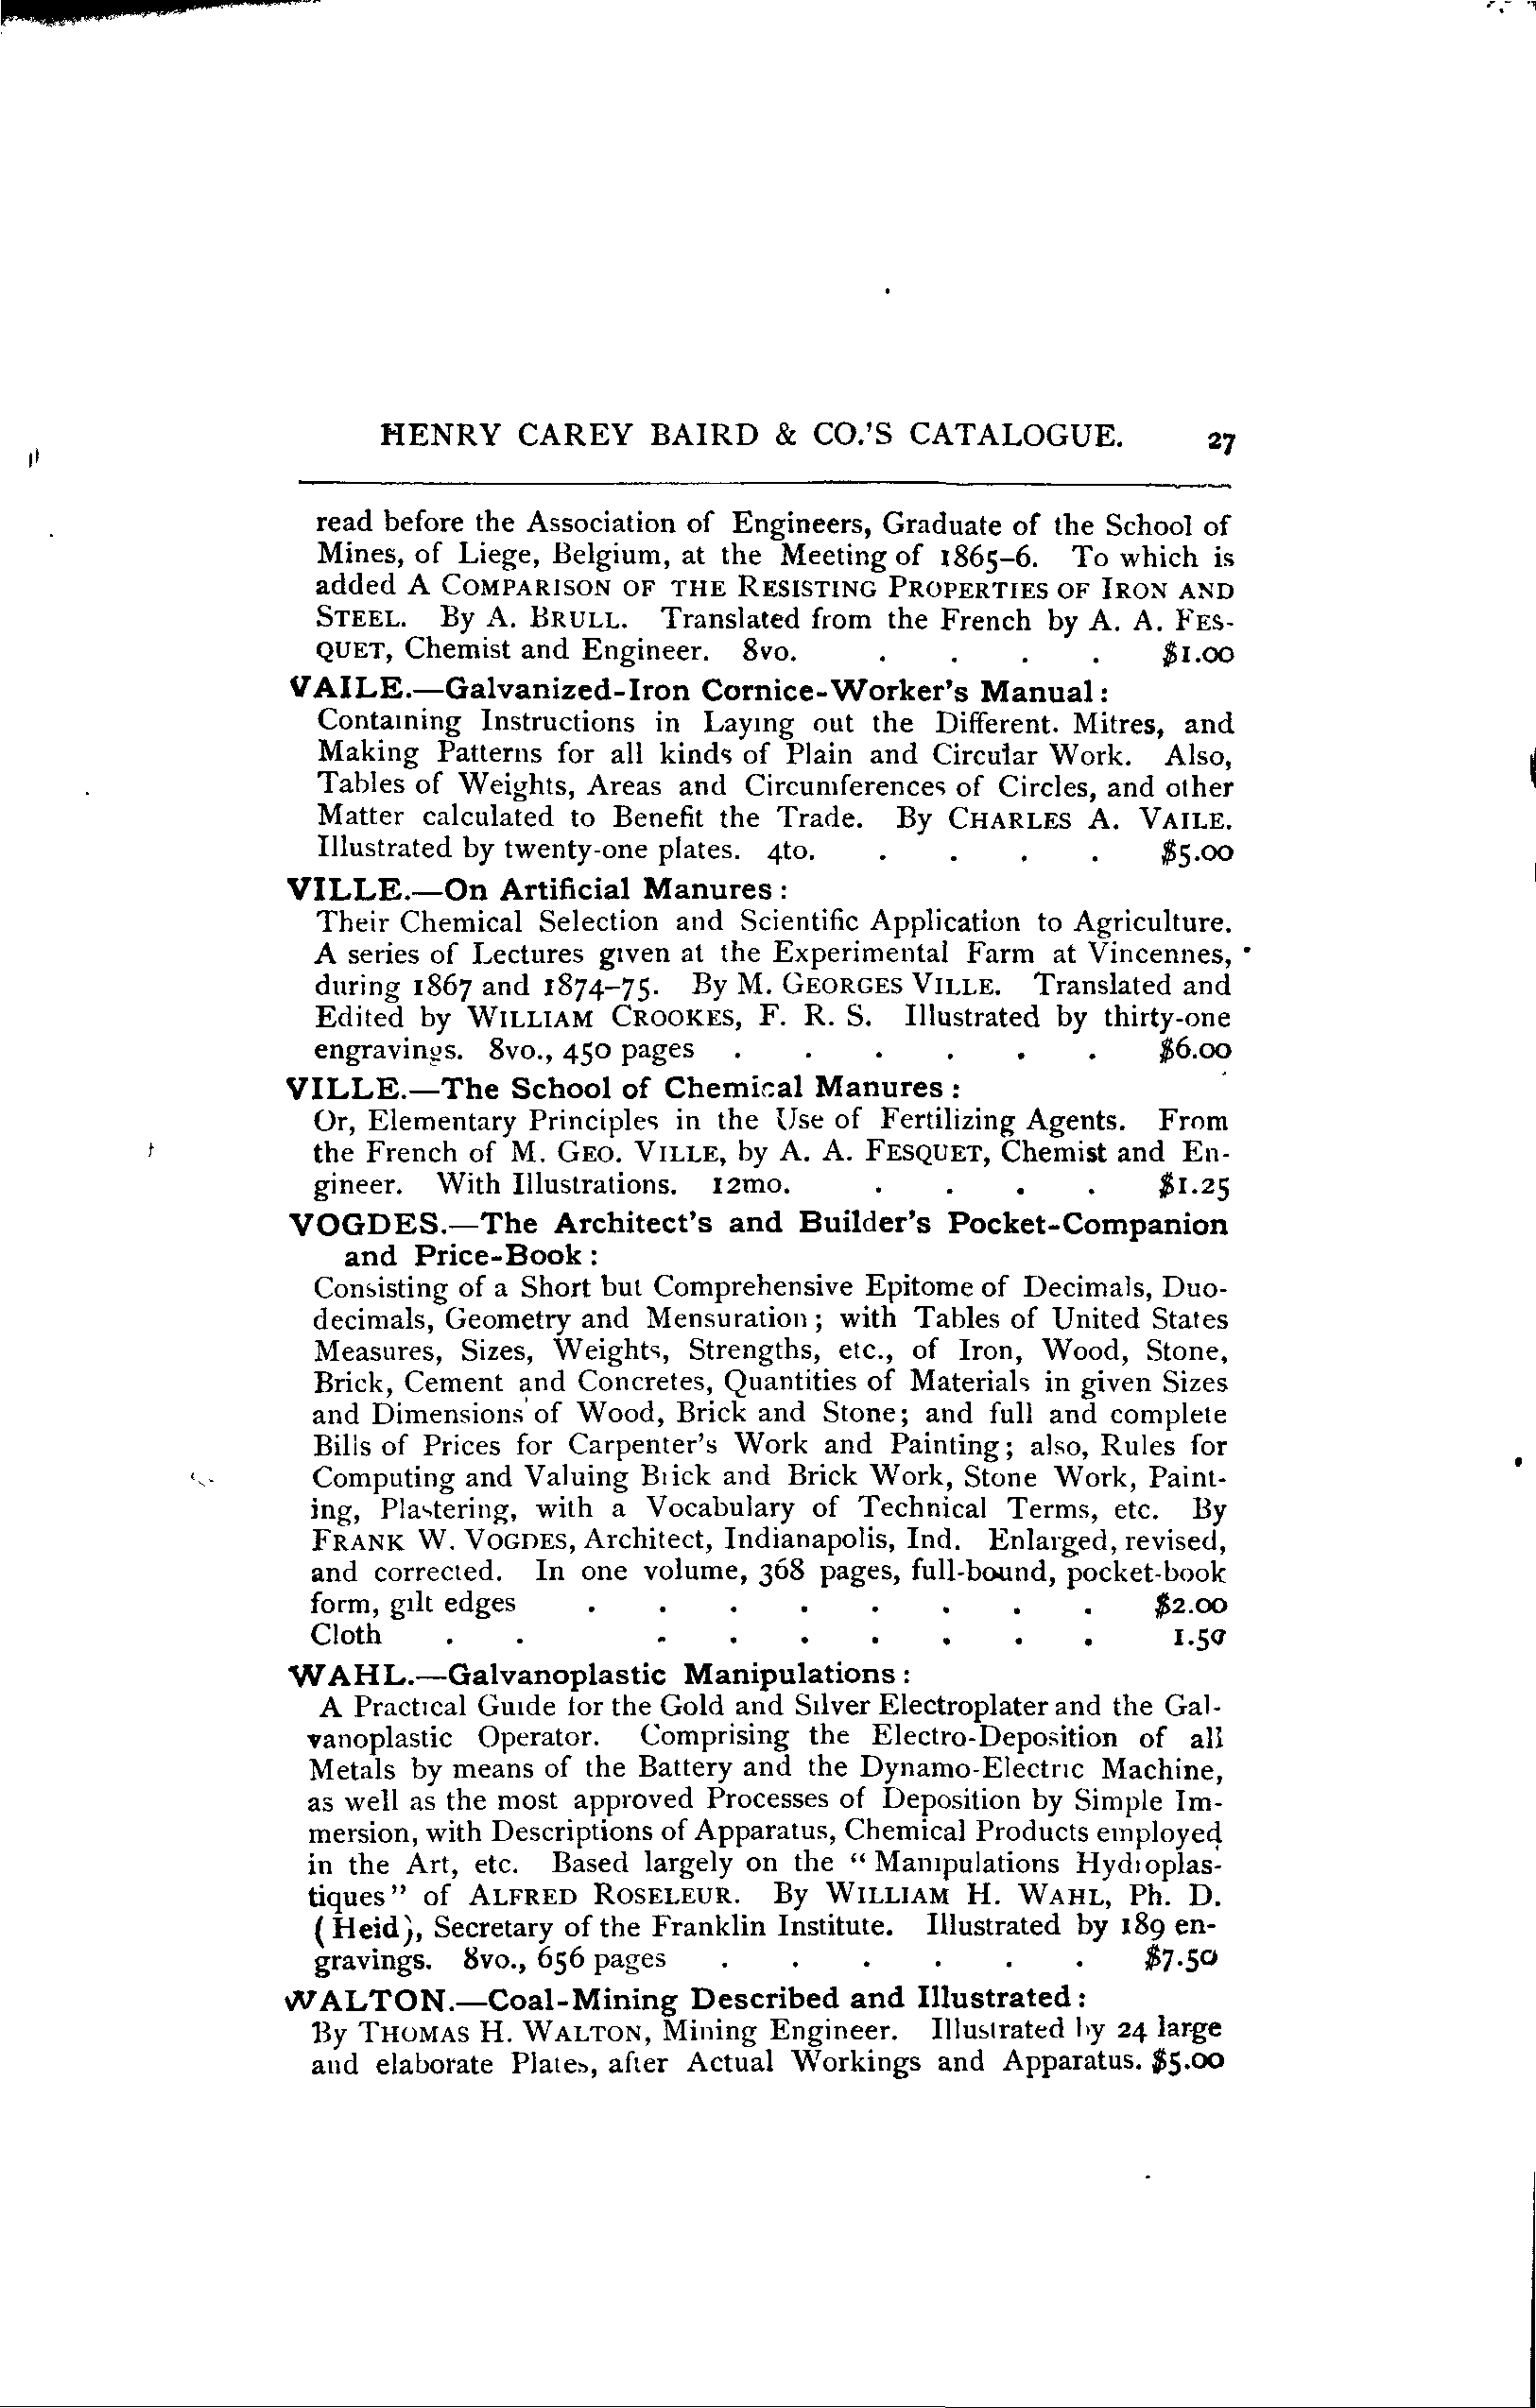 HENRY CAREY BAIRD & CO.'S CATALOGUE. 27
read before the Association of Engineers, Graduate of the School of
Mines, of Liege, Belgium, at the Meeting of 1865–6. To which is
added A COMPARISON OF THE RESISTING PROPERTIES OF IRON AND
STEEL. By A. BRULL. Translated from the French by A. A. FES-
QUET, Chemist and Engineer. 8vo. . . . . $1.00
VAILE.—Galvanized-Iron Cornice-Worker's Manual:
Containing Instructions in Laying out the Different. Mitres, and
Making Patterns for all kinds of Plain and Circular Work. Also,
Tables of Weights, Areas and Circumferences of Circles, and other
Matter calculated to Benefit the Trade. By CHARLES A. VAILE.
Illustrated by twenty-one plates. 4to. . . . . $5.00
VILLE.—On Artificial Manures:
Their Chemical Selection and Scientific Application to Agriculture.
A series of Lectures given at the Experimental Farm at Vincennes,
during 1867 and 1874–75. By M. GEORGES VILLE. Translated and
Edited by WILLIAM CROOKES, F. R. S. Illustrated by thirty-one
engravings. 8vo., 450 pages . . . . . . $6.00
VILLE.—The School of Chemical Manures:
Or, Elementary Principles in the Use of Fertilizing Agents. From
the French of M. GEO. VILLE, by A. A. FESQUET, Chemist and En-
gineer. With Illustrations. 12mo. . . . . $1.25
VOGDES.—The Architect's and Builder's Pocket-Companion
and Price-Book:
Consisting of a Short but Comprehensive Epitome of Decimals, Duo-
decimals, Geometry and Mensuration; with Tables of United States
Measures, Sizes, Weights, Strengths, etc., of Iron, Wood, Stone,
Brick, Cement and Concretes, Quantities of Materials in given Sizes
and Dimensions of Wood, Brick and Stone; and full and complete
Bills of Prices for Carpenter's Work and Painting; also, Rules for
Computing and Valuing Brick and Brick Work, Stone Work, Paint-
ing, Plastering, with a Vocabulary of Technical Terms, etc. By
FRANK W. VOGDES, Architect, Indianapolis, Ind. Enlarged, revised,
and corrected. In one volume, 368 pages, full-bound, pocket-book
form, gilt edges . . . . . . . . $2.00
Cloth . . . . . . . . . 1.50
WAHL.—Galvanoplastic Manipulations:
A Practical Guide for the Gold and Silver Electroplater and the Gal-
vanoplastic Operator. Comprising the Electro-Deposition of all
Metals by means of the Battery and the Dynamo-Electric Machine,
as well as the most approved Processes of Deposition by Simple Im-
mersion, with Descriptions of Apparatus, Chemical Products employed
in the Art, etc. Based largely on the "Manipulations Hydroplas-
tiques" of ALFRED ROSELEUR. By WILLIAM H. WAHL, Ph. D.
(Heid), Secretary of the Franklin Institute. Illustrated by 189 en-
gravings. 8vo., 656 pages . . . . . . $7.50
WALTON.—Coal-Mining Described and Illustrated:
By THOMAS H. WALTON, Mining Engineer. Illustrated by 24 large
and elaborate Plates, after Actual Workings and Apparatus. $5.00